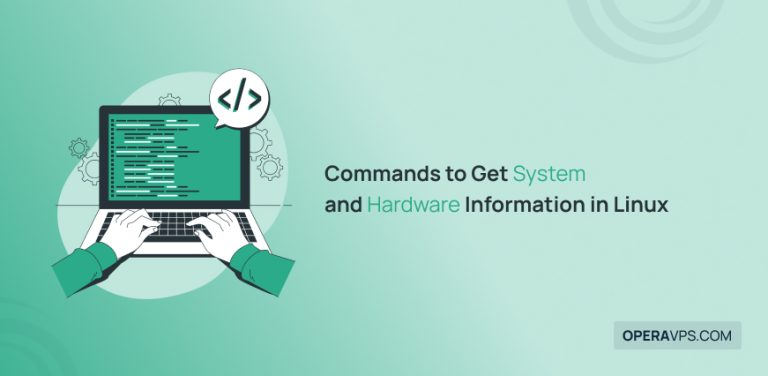 </>
Commands to Get System
and Hardware Information in Linux
OPERAVPS.COM